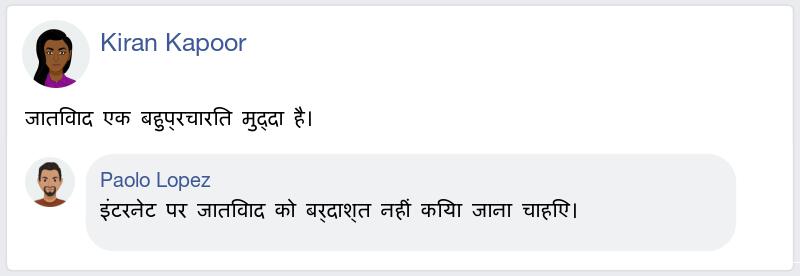 Kiran Kapoor
जातिवाद एक बहुप्रचारित मुद्दा है।
Paolo Lopez
इंटरनेट पर जातिवाद को बर्दाश्त नहीं किया जाना चाहिए।